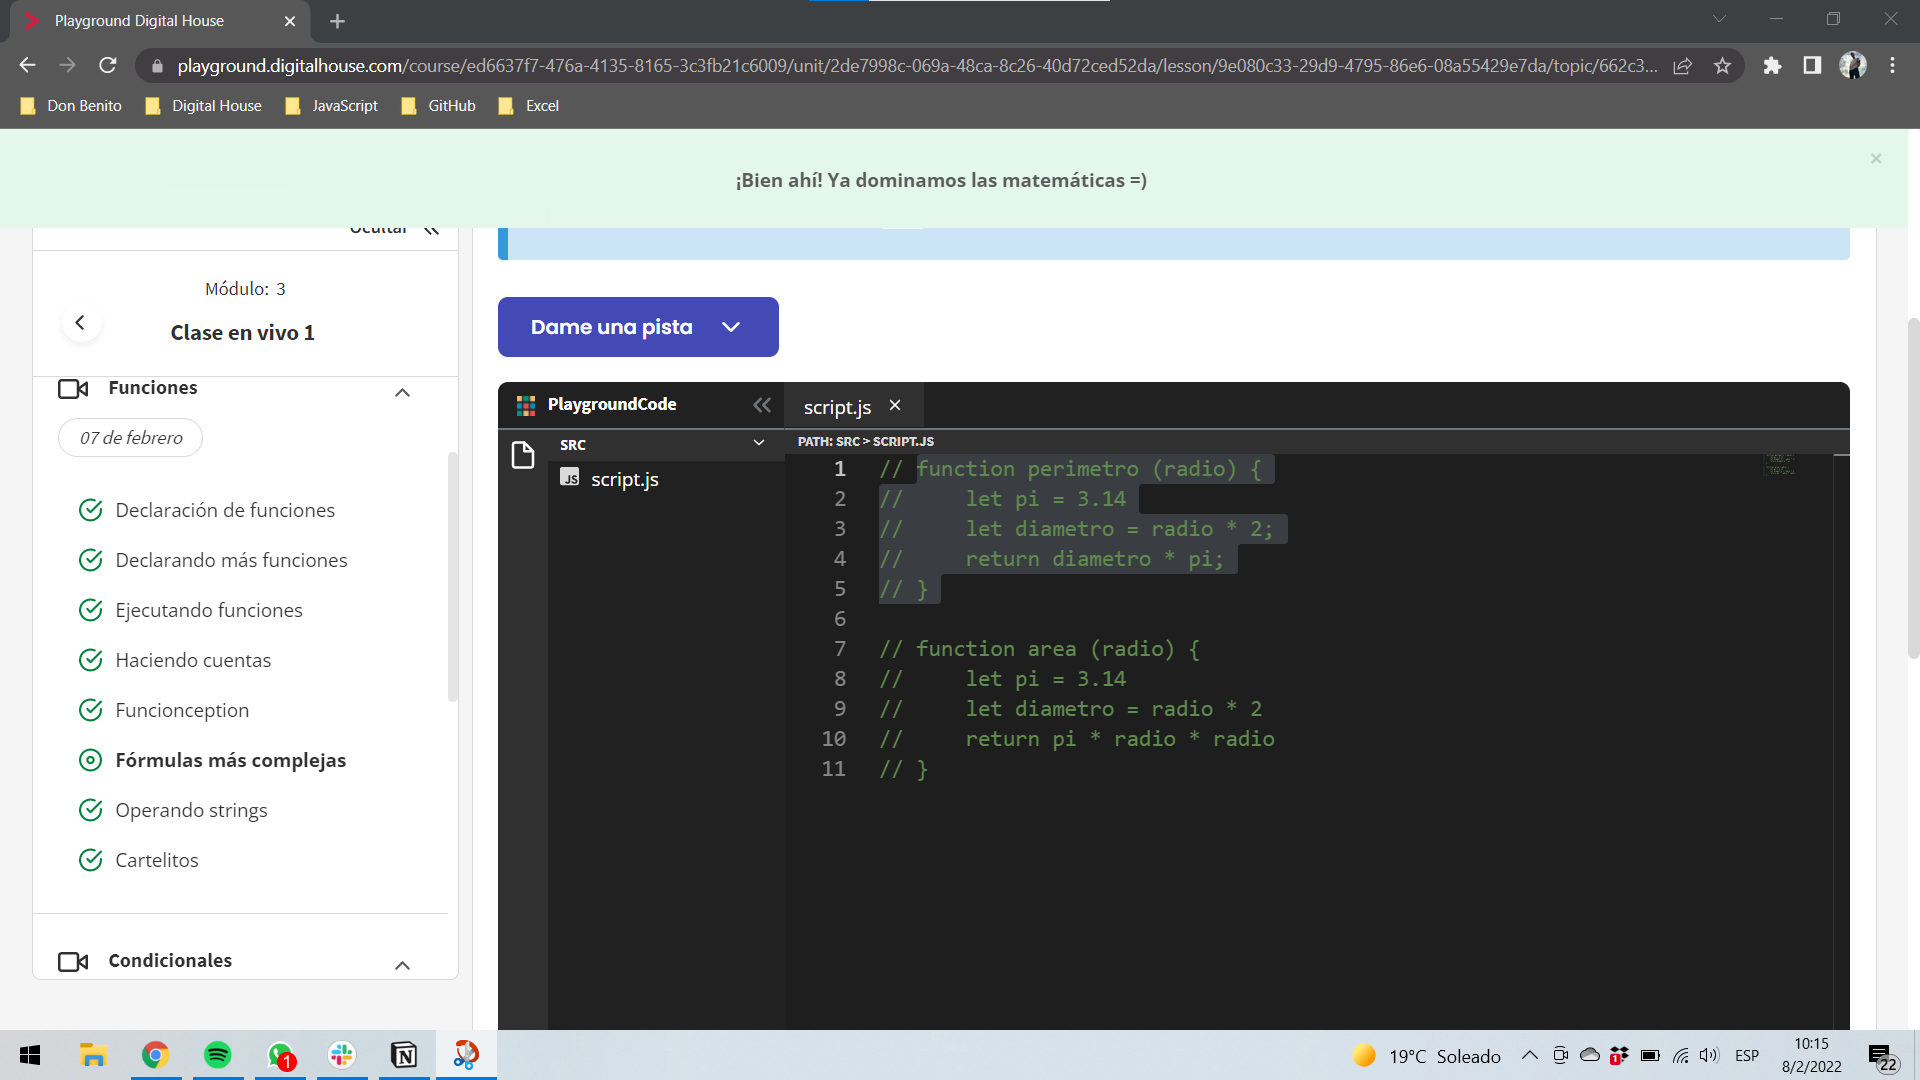 Playground Digital House
playground.digitalhouse.com/course/ed6637f7-476a-4135-8165-3c3fb21c6009/unit/2de7998c-069a-48ca-8c26-40d72ced52da/lesson/9e080c33-29d9-4795-86e6-08a55429e7da/topic/662c3...
Don Benito
Digital House
JavaScript
GitHub
Excel
¡Bien ahí! Ya dominamos las matemáticas =)
Ocultar
Módulo: 3
Clase en vivo 1
Funciones
07 de febrero
Declaración de funciones
Declarando más funciones
Ejecutando funciones
Haciendo cuentas
Funcionception
Fórmulas más complejas
Operando strings
Cartelitos
Condicionales
Dame una pista
PlaygroundCode
script.js
SRC
JS script.js
PATH: SRC > SCRIPT.JS
1 // function perimetro (radio) {
2 //     let pi = 3.14
3 //     let diametro = radio * 2;
4 //     return diametro * pi;
5 // }
6
7 // function area (radio) {
8 //     let pi = 3.14
9 //     let diametro = radio * 2
10 //     return pi * radio * radio
11 // }
1
19°C Soleado
1
ESP
10:15
8/2/2022
22